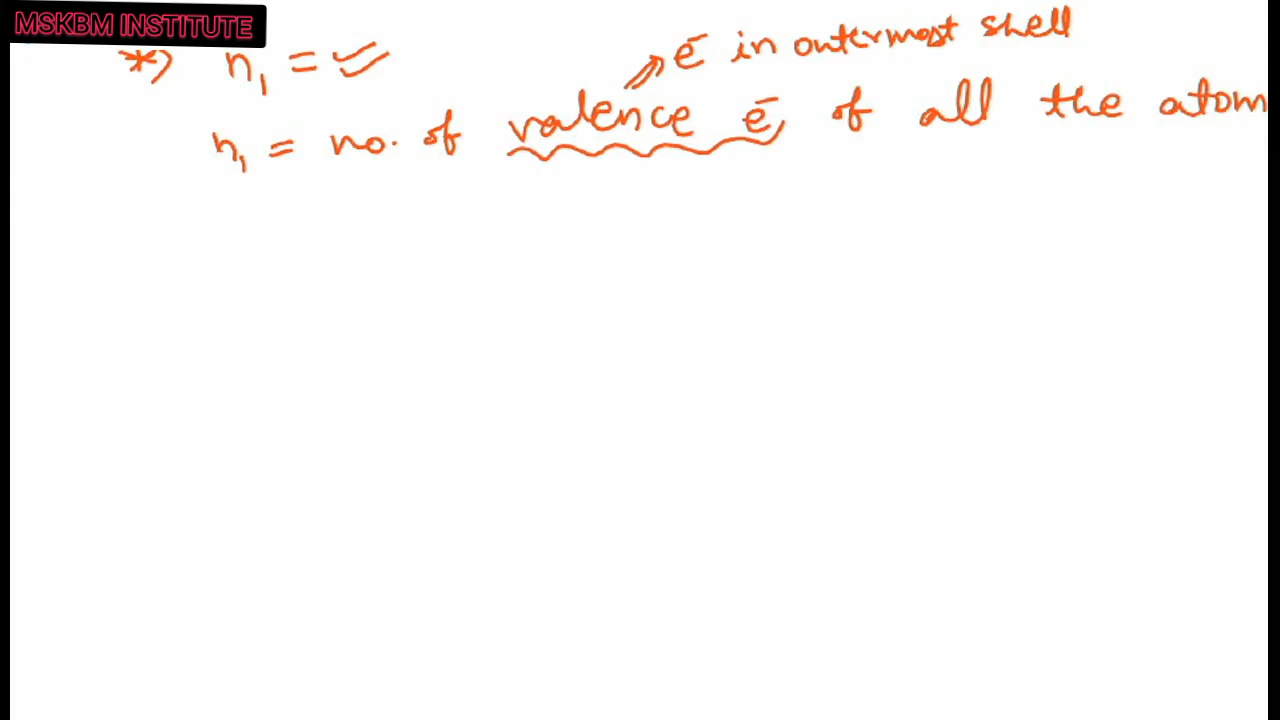 MSKBM INSTITUTE
*) n₁ =
e⁻ in outermost shell
n₁ = no. of valence e⁻ of all the atom